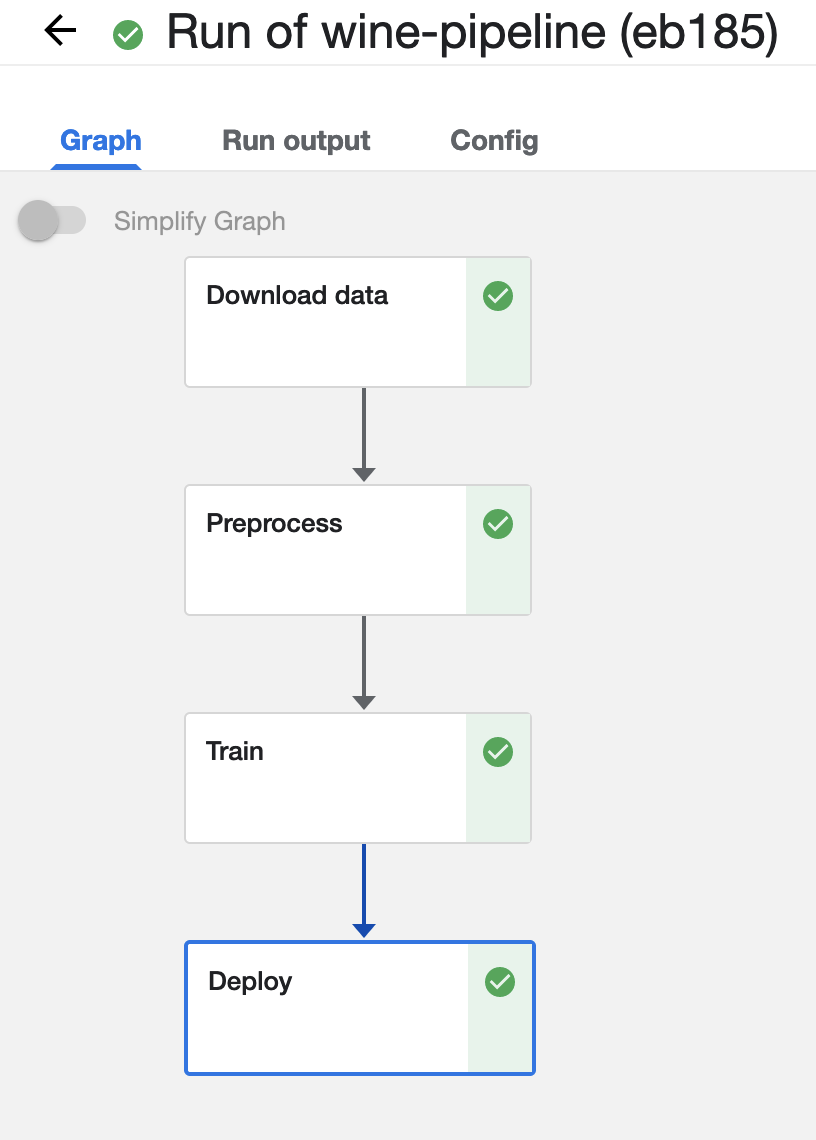 Run of wine-pipeline (eb185)
Graph Run output Config
Simplify Graph
Download data
Preprocess
Train
Deploy